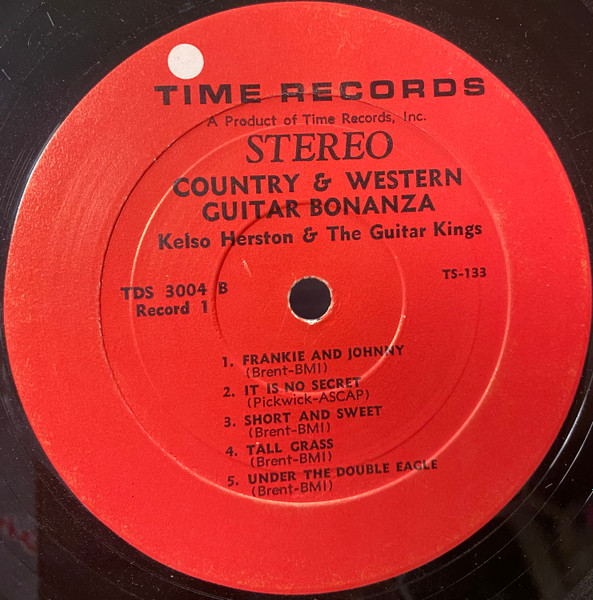 TIME RECORDS
A Product of Time Records, Inc.
STEREO
COUNTRY & WESTERN
GUITAR BONANZA
Kelso Herston & The Guitar Kings
TDS 3004 B
Record 1
TS-133
1. FRANKIE AND JOHNNY
(Brent-BMI)
2. IT IS NO SECRET
(Pickwick-ASCAP)
3. SHORT AND SWEET
(Brent-BMI)
4. TALL GRASS
(Brent-BMI)
5. UNDER THE DOUBLE EAGLE
(Brent-BMI)